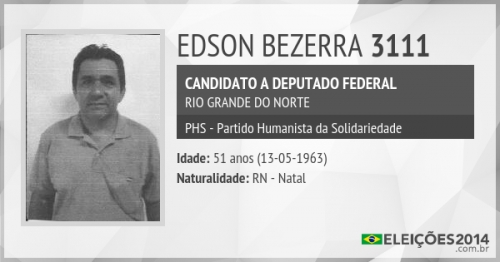 EDSON BEZERRA 3111
CANDIDATO A DEPUTADO FEDERAL
RIO GRANDE DO NORTE
PHS - Partido Humanista da Solidariedade
Idade: 51 anos (13-05-1963)
Naturalidade: RN - Natal
ELEIÇÕES2014
.com.br